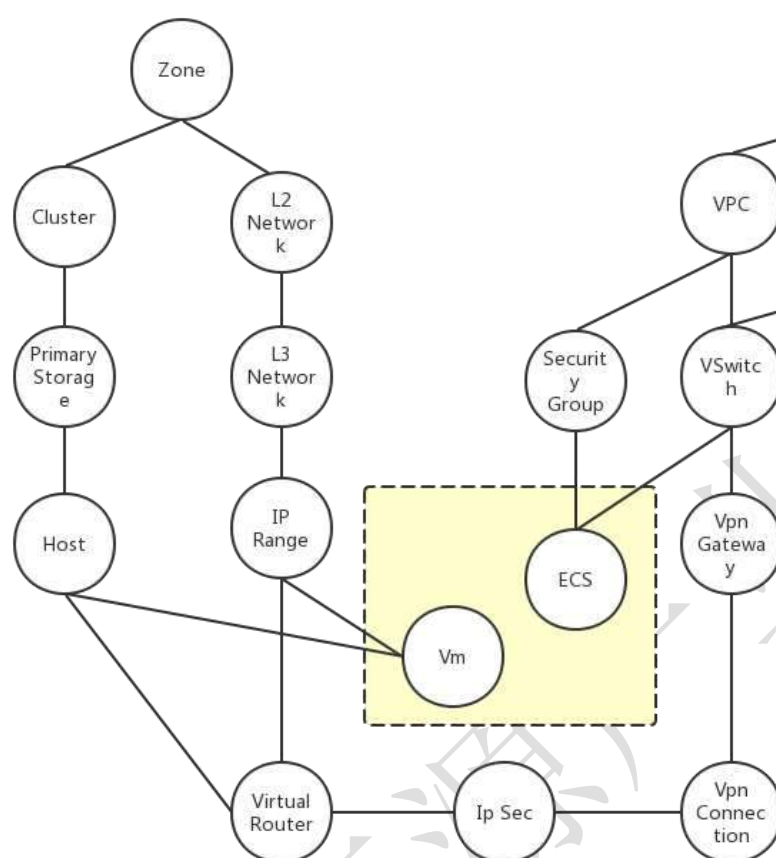 Zone
Cluster
L2
Networ
k
VPC
Primary
Storag
e
L3
Networ
k
Securit
y
Group
VSwitc
h
Host
IP
Range
ECS
Vpn
Gatewa
y
Vm
Virtual
Router
Ip Sec
Vpn
Connec
tion
源